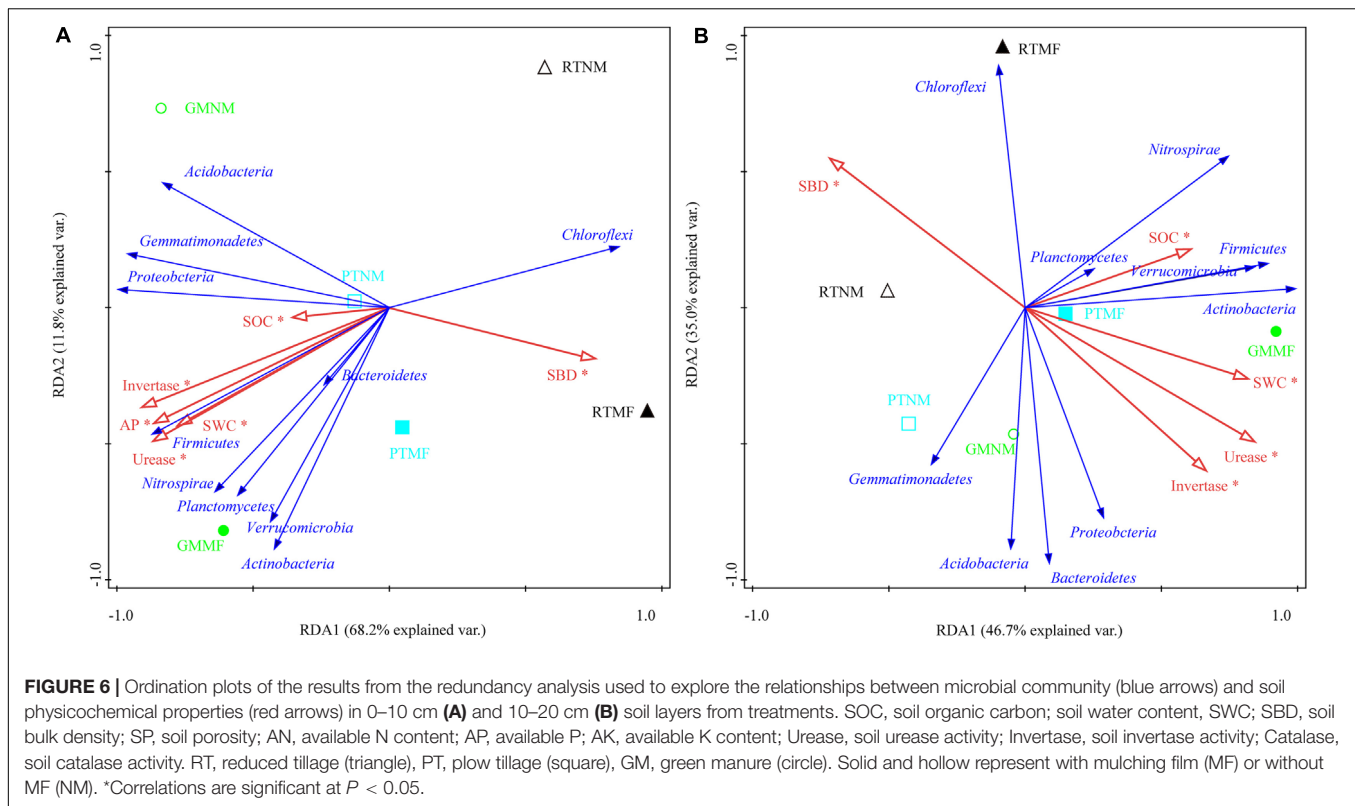 A
1.0
RTNM
GMNM
Acidobacteria
Chloroflexi
Gemmatimonadetes
Proteobcteria
PTNM
SOC *
RDA2 (11.8% explained var.)
Bacteroidetes
SBD *
Invertase *
AP *
SWC *
Firmicutes
Urease *
RTMF
PTMF
Nitrospirae
Planctomycetes
Verrucomicrobia
GMMF
Actinobacteria
-1.0
-1.0
1.0
RDA1 (68.2% explained var.)
B
1.0
RTMF
Chloroflexi
Nitrospirae
SBD *
SOC *
Planctomycetes
Firmicutes
Verrucomicrobia
RTNM
PTMF
Actinobacteria
RDA2 (35.0% explained var.)
GMMF
SWC *
PTNM
GMNM
Urease *
Gemmatimonadetes
Invertase *
Proteobcteria
Acidobacteria
Bacteroidetes
-1.0
-1.0
1.0
RDA1 (46.7% explained var.)
FIGURE 6 | Ordination plots of the results from the redundancy analysis used to explore the relationships between microbial community (blue arrows) and soil
physicochemical properties (red arrows) in 0–10 cm (A) and 10–20 cm (B) soil layers from treatments. SOC, soil organic carbon; soil water content, SWC; SBD, soil
bulk density; SP, soil porosity; AN, available N content; AP, available P; AK, available K content; Urease, soil urease activity; Invertase, soil invertase activity; Catalase,
soil catalase activity. RT, reduced tillage (triangle), PT, plow tillage (square), GM, green manure (circle). Solid and hollow represent with mulching film (MF) or without
MF (NM). *Correlations are significant at P < 0.05.